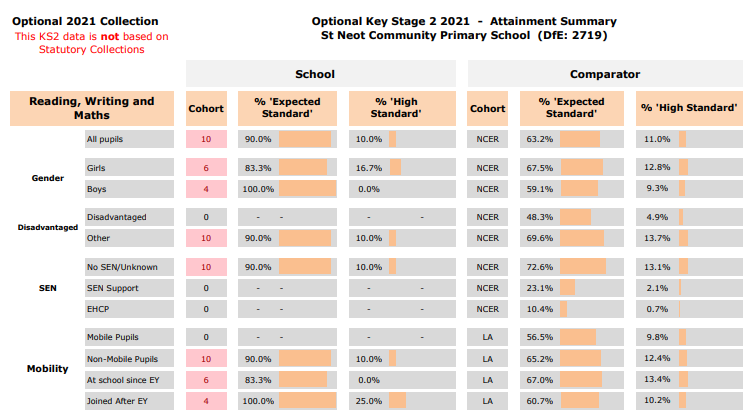 Optional 2021 Collection
This KS2 data is not based on
Statutory Collections
Optional Key Stage 2 2021 - Attainment Summary
St Neot Community Primary School (DfE: 2719)
School Comparator
Reading, Writing and Maths Cohort % 'Expected Standard' % 'High Standard' Cohort % 'Expected Standard' % 'High Standard'
All pupils 10 90.0% 10.0% NCER 63.2% 11.0%
Gender
Girls 6 83.3% 16.7% NCER 67.5% 12.8%
Boys 4 100.0% 0.0% NCER 59.1% 9.3%
Disadvantaged
Disadvantaged 0 - - - - NCER 48.3% 4.9%
Other 10 90.0% 10.0% NCER 69.6% 13.7%
SEN
No SEN/Unknown 10 90.0% 10.0% NCER 72.6% 13.1%
SEN Support 0 - - - - NCER 23.1% 2.1%
EHCP 0 - - - - NCER 10.4% 0.7%
Mobility
Mobile Pupils 0 - - - - LA 56.5% 9.8%
Non-Mobile Pupils 10 90.0% 10.0% LA 65.2% 12.4%
At school since EY 6 83.3% 0.0% LA 67.0% 13.4%
Joined After EY 4 100.0% 25.0% LA 60.7% 10.2%